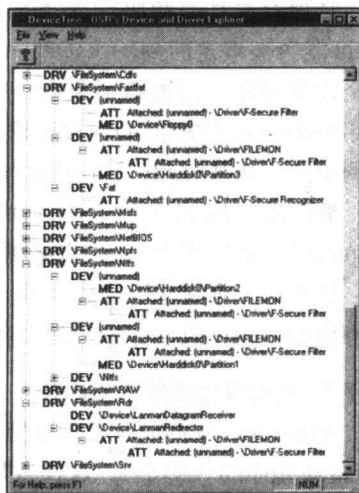 DeviceTree - OSR's Device and Driver Explorer
File View Help
DRV \FileSystem\Cdfs
DRV \FileSystem\Fastfat
DEV (unnamed)
ATT Attached: (unnamed) - \Driver\F-Secure Filter
MED \Device\Floppy0
DEV (unnamed)
ATT Attached: (unnamed) - \Driver\FILEMON
ATT Attached: (unnamed) - \Driver\F-Secure Filter
MED \Device\Harddisk0\Partition3
DEV \Fat
ATT Attached: (unnamed) - \Driver\F-Secure Recognizer
DRV \FileSystem\Msfs
DRV \FileSystem\Mup
DRV \FileSystem\NetBIOS
DRV \FileSystem\Npfs
DRV \FileSystem\Ntfs
DEV (unnamed)
MED \Device\Harddisk0\Partition2
ATT Attached: (unnamed) - \Driver\FILEMON
ATT Attached: (unnamed) - \Driver\F-Secure Filter
DEV (unnamed)
ATT Attached: (unnamed) - \Driver\FILEMON
ATT Attached: (unnamed) - \Driver\F-Secure Filter
MED \Device\Harddisk0\Partition1
DEV \Ntfs
DRV \FileSystem\RAW
DRV \FileSystem\Rdr
DEV \Device\LanmanDatagramReceiver
DEV \Device\LanmanRedirector
ATT Attached: (unnamed) - \Driver\FILEMON
ATT Attached: (unnamed) - \Driver\F-Secure Filter
DRV \FileSystem\Srv
For Help, press F1 NUM